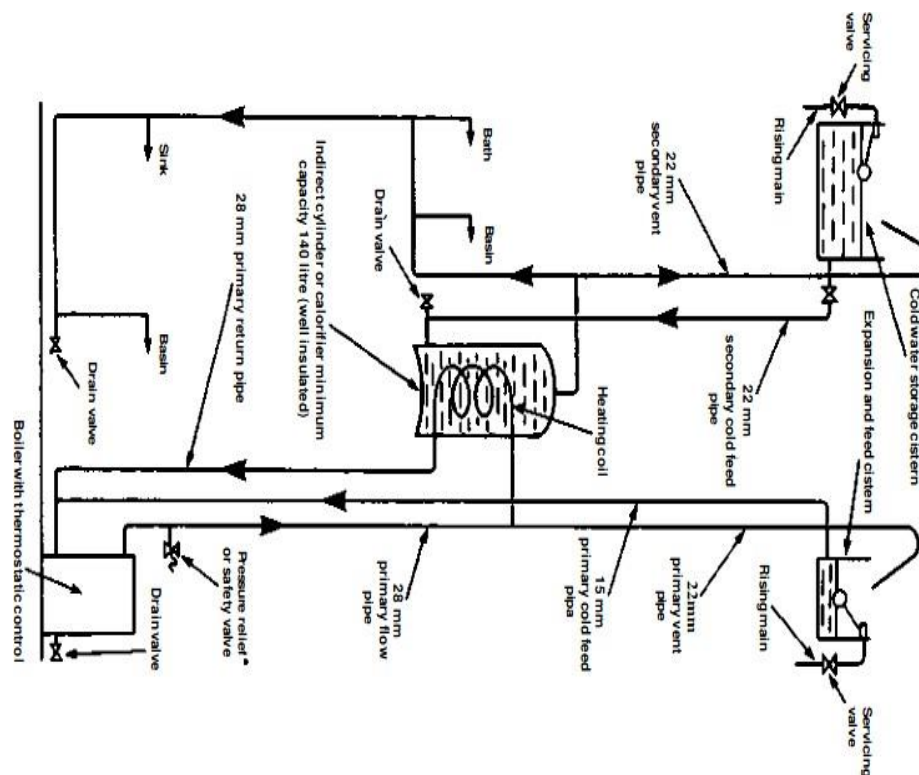 Cold water storage cistern
Expansion and feed cistern
Servicing
valve
Rising main
Servicing
valve
Rising main
22 mm
secondary vent
pipe
22 mm
secondary cold feed
pipe
22mm
primary vent
pipe
15 mm
primary cold feed
pipa
Heating coil
Bath
Basin
Drain valve
28 mm
primary flow
pipe
Indirect cylinder or calorifier minimum
capacity 140 litre (well insulated)
Pressure relief*
or safety valve
28 mm primary return pipe
Sink
Basin
Drain valve
Drain valve
Boiler with thermostatic control